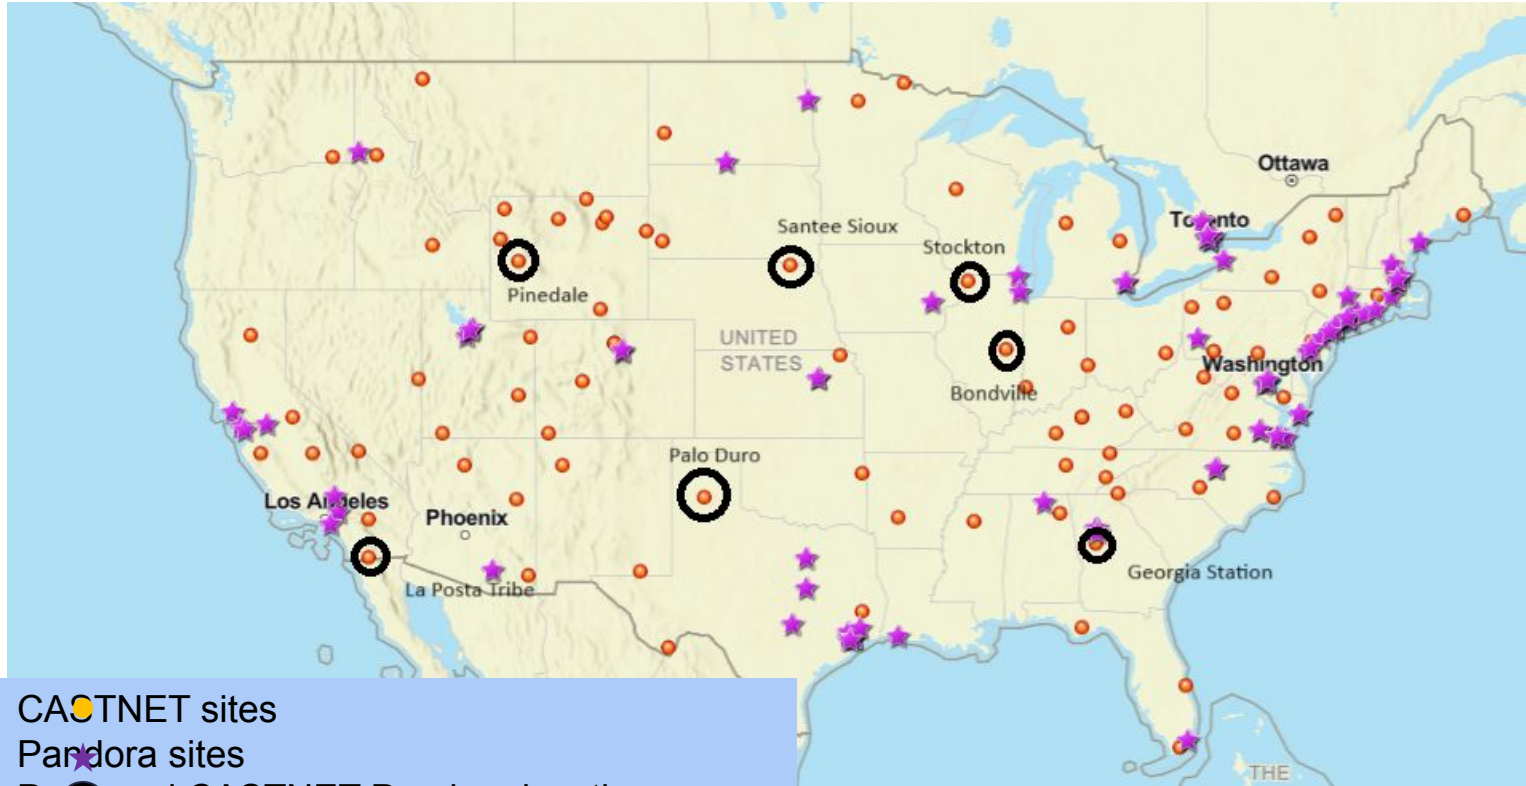 Ottawa
Toronto
Santee Sioux
Stockton
Pinedale
UNITED
STATES
Washington
Bondville
Palo Duro
Los Angeles
Phoenix
Georgia Station
La Posta Tribe
CASTNET sites
Pandora sites
THE